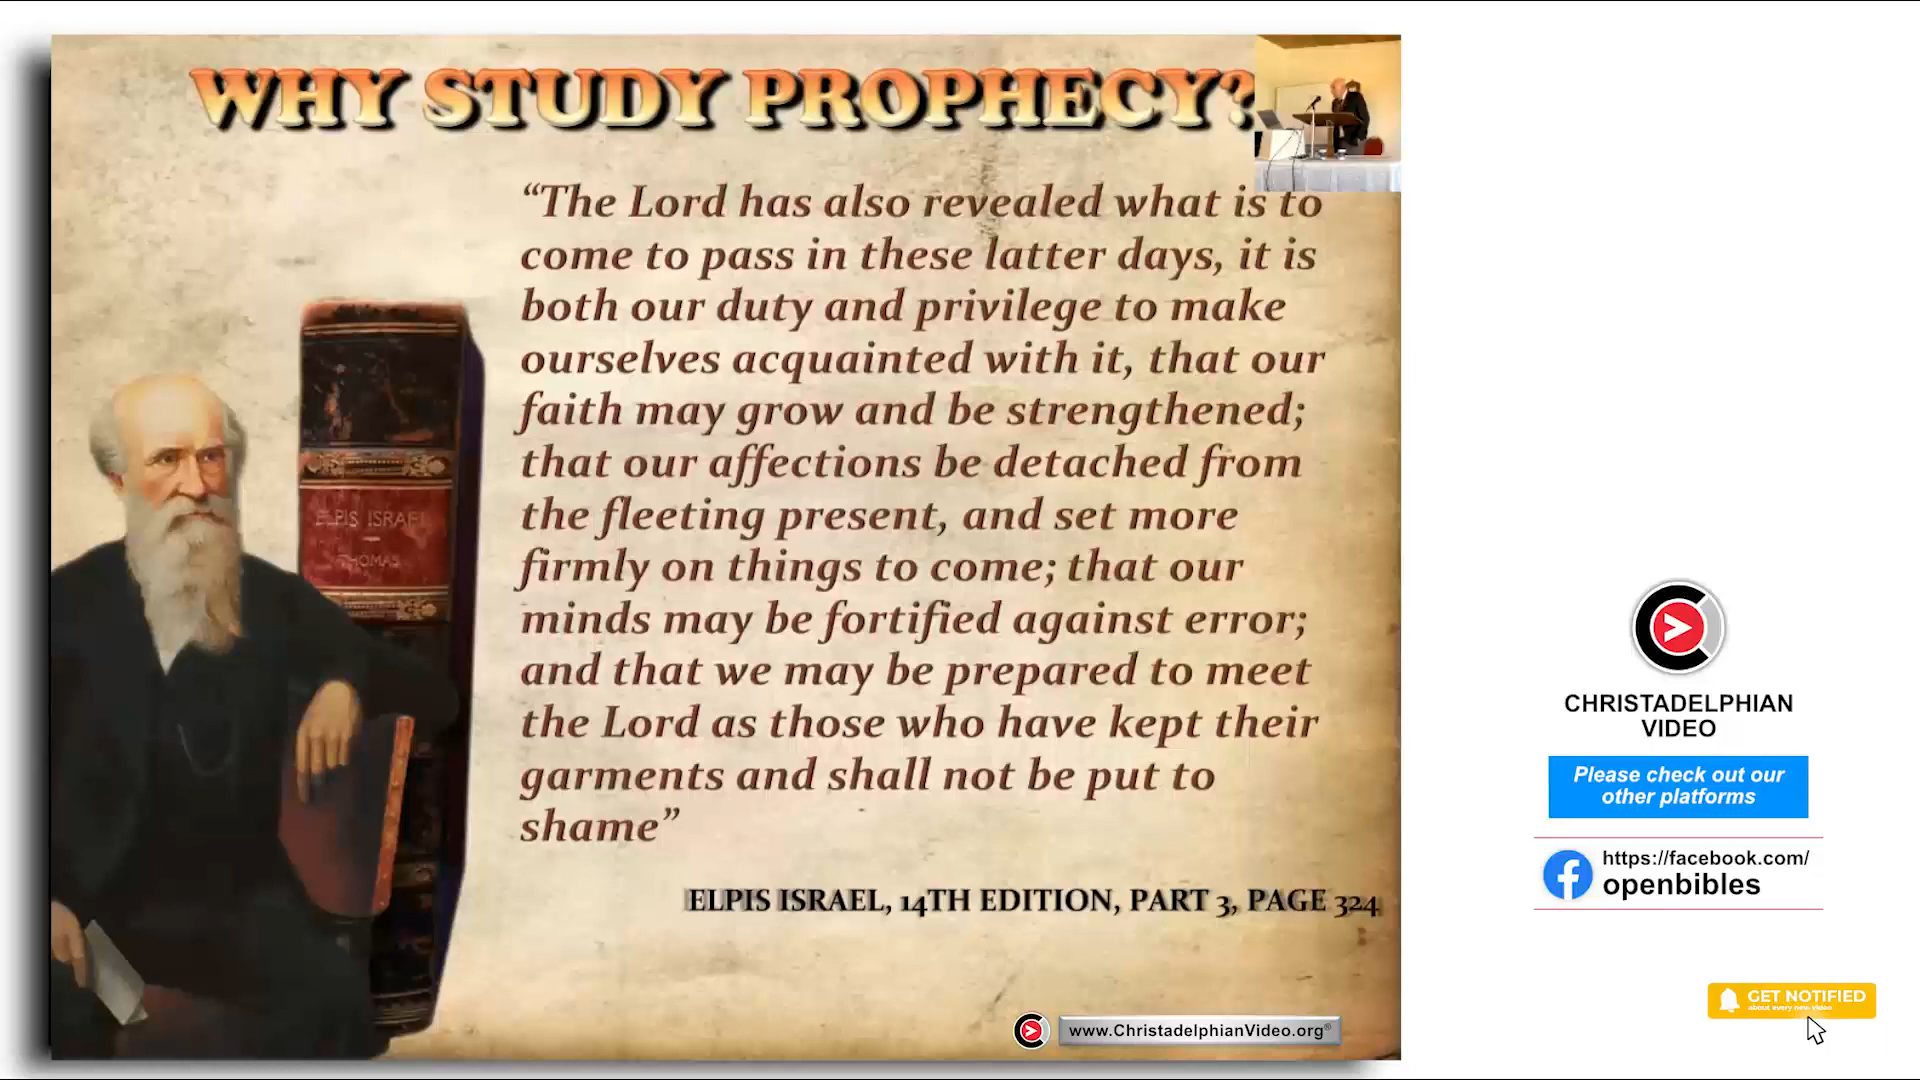 WHY STUDY PROPHECY?
“The Lord has also revealed what is to
come to pass in these latter days, it is
both our duty and privilege to make
ourselves acquainted with it, that our
faith may grow and be strengthened;
that our affections be detached from
the fleeting present, and set more
firmly on things to come; that our
minds may be fortified against error;
and that we may be prepared to meet
the Lord as those who have kept their
garments and shall not be put to
shame”
ELPIS ISRAEL, 14TH EDITION, PART 3, PAGE 324
ELPIS ISRAEL
THOMAS
www.ChristadelphianVideo.org®
CHRISTADELPHIAN
VIDEO
Please check out our
other platforms
https://facebook.com/
openbibles
GET NOTIFIED
about every new video